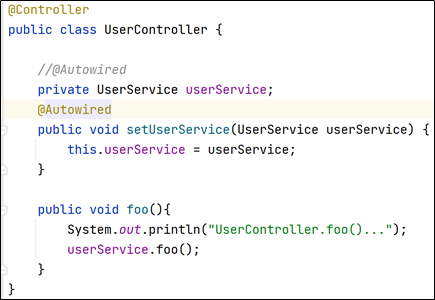 @Controller
public class UserController {
//@Autowired
private UserService userService;
@Autowired
public void setUserService(UserService userService) {
this.userService = userService;
}
public void foo(){
System.out.println("UserController.foo()...");
userService.foo();
}
}